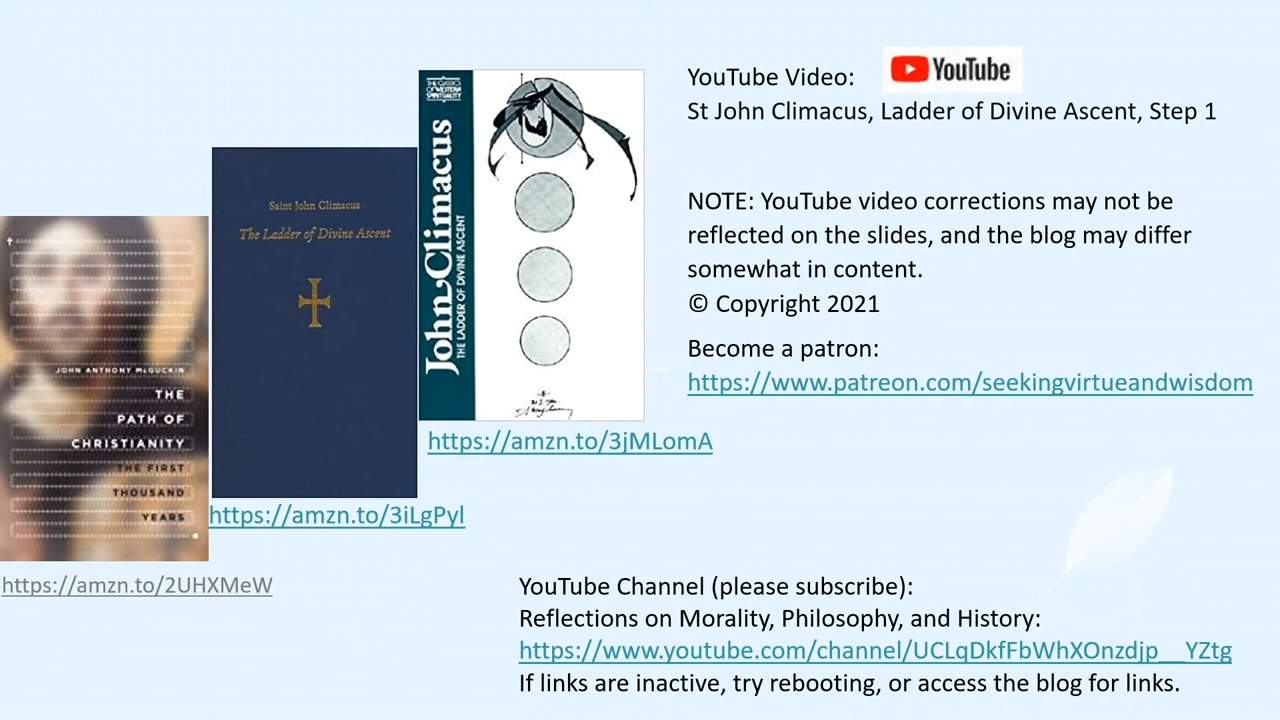 YouTube Video:
YouTube
St John Climacus, Ladder of Divine Ascent, Step 1
NOTE: YouTube video corrections may not be
reflected on the slides, and the blog may differ
somewhat in content.
© Copyright 2021
Become a patron:
https://www.patreon.com/seekingvirtueandwisdom
THE CLASSICS
OF WESTERN
SPIRITUALITY
John Climacus
THE LADDER OF DIVINE ASCENT
https://amzn.to/3jMLomA
Saint John Climacus
The Ladder of Divine Ascent
https://amzn.to/3iLgPyl
JOHN ANTHONY McGUCKIN
THE
PATH OF
CHRISTIANITY
THE FIRST
THOUSAND
YEARS
https://amzn.to/2UHXMeW
YouTube Channel (please subscribe):
Reflections on Morality, Philosophy, and History:
https://www.youtube.com/channel/UCLqDkfFbWhXOnzdjp__YZtg
If links are inactive, try rebooting, or access the blog for links.